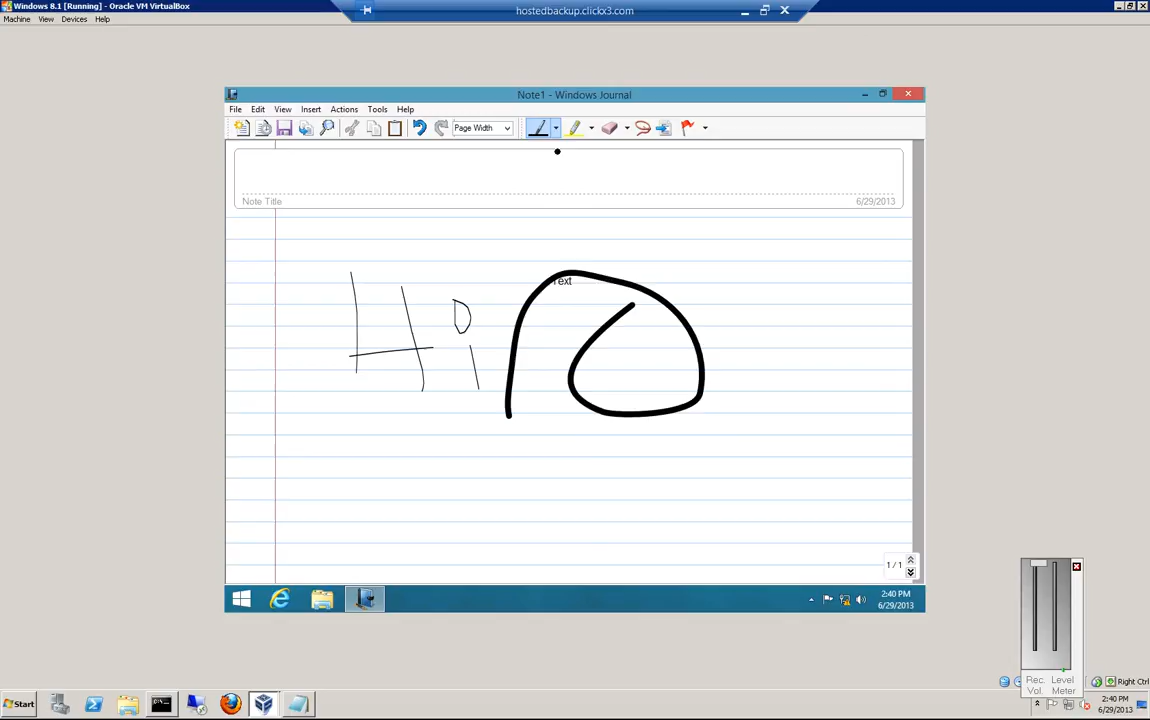 Windows 8.1 [Running] - Oracle VM VirtualBox
hostedbackup.clickx3.com
Machine View Devices Help
Note1 - Windows Journal
File Edit View Insert Actions Tools Help
Page Width
Note Title 6/29/2013
Text
1 / 1
2:40 PM
6/29/2013
Rec. Level
Vol. Meter
Right Ctrl
Start
2:40 PM
6/29/2013